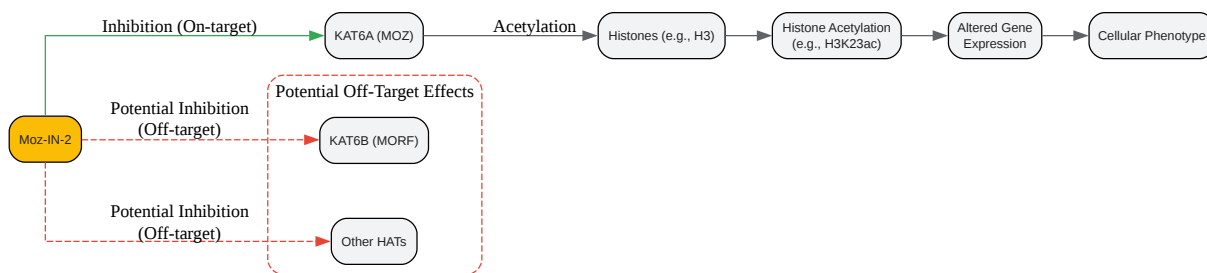 Inhibition (On-target)
KAT6A (MOZ)
Acetylation
Histones (e.g., H3)
Histone Acetylation
(e.g., H3K23ac)
Altered Gene
Expression
Cellular Phenotype
Potential Off-Target Effects
Potential Inhibition
(Off-target)
Moz-IN-2
KAT6B (MORF)
Potential Inhibition
(Off-target)
Other HATs